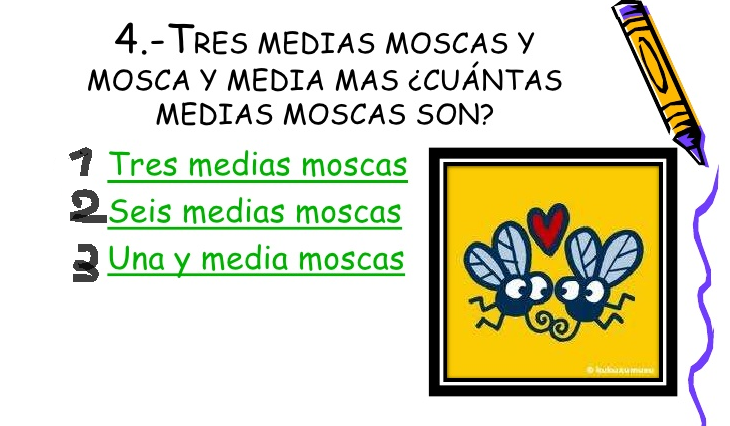 4.-TRES MEDIAS MOSCAS Y
MOSCA Y MEDIA MAS ¿CUÁNTAS
MEDIAS MOSCAS SON?
1 Tres medias moscas
2 Seis medias moscas
3 Una y media moscas
© kukuxumusu